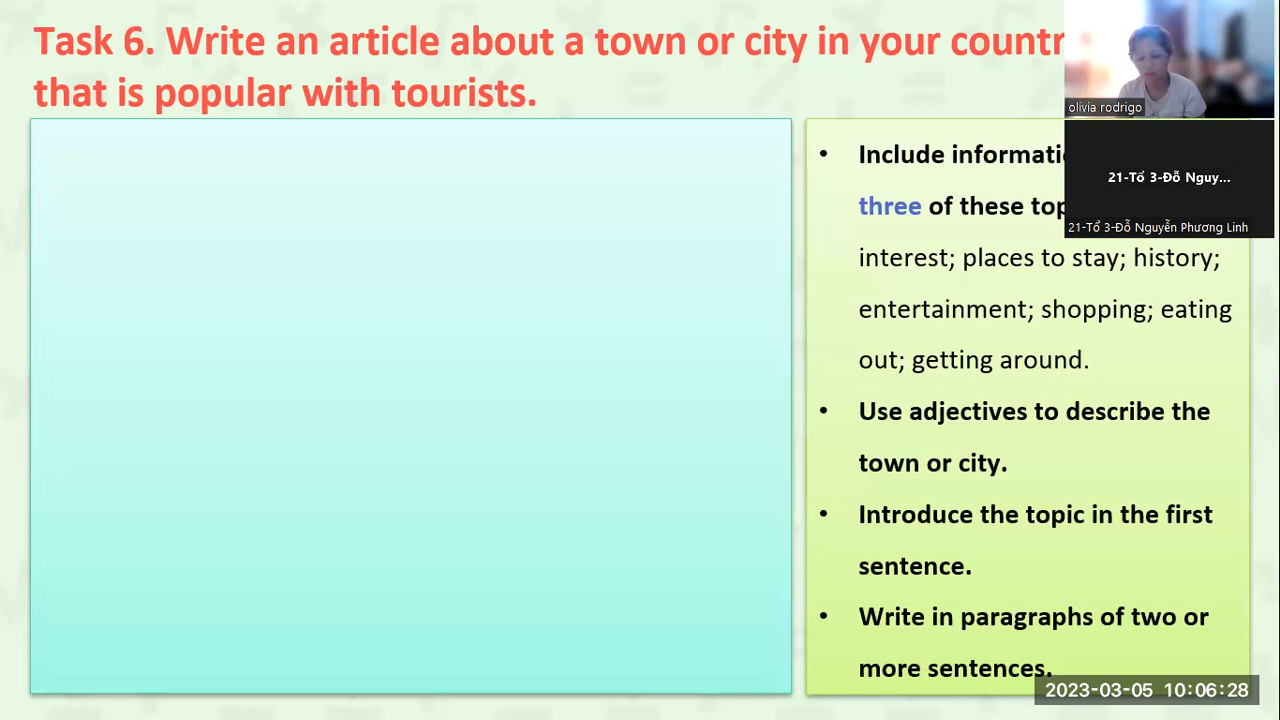 Task 6. Write an article about a town or city in your countr
that is popular with tourists.
olivia rodrigo
21-Tổ 3-Đỗ Nguy...
21-Tổ 3-Đỗ Nguyễn Phương Linh
• Include informati
three of these top
interest; places to stay; history;
entertainment; shopping; eating
out; getting around.
• Use adjectives to describe the
town or city.
• Introduce the topic in the first
sentence.
• Write in paragraphs of two or
more sentences.
2023-03-05 10:06:28